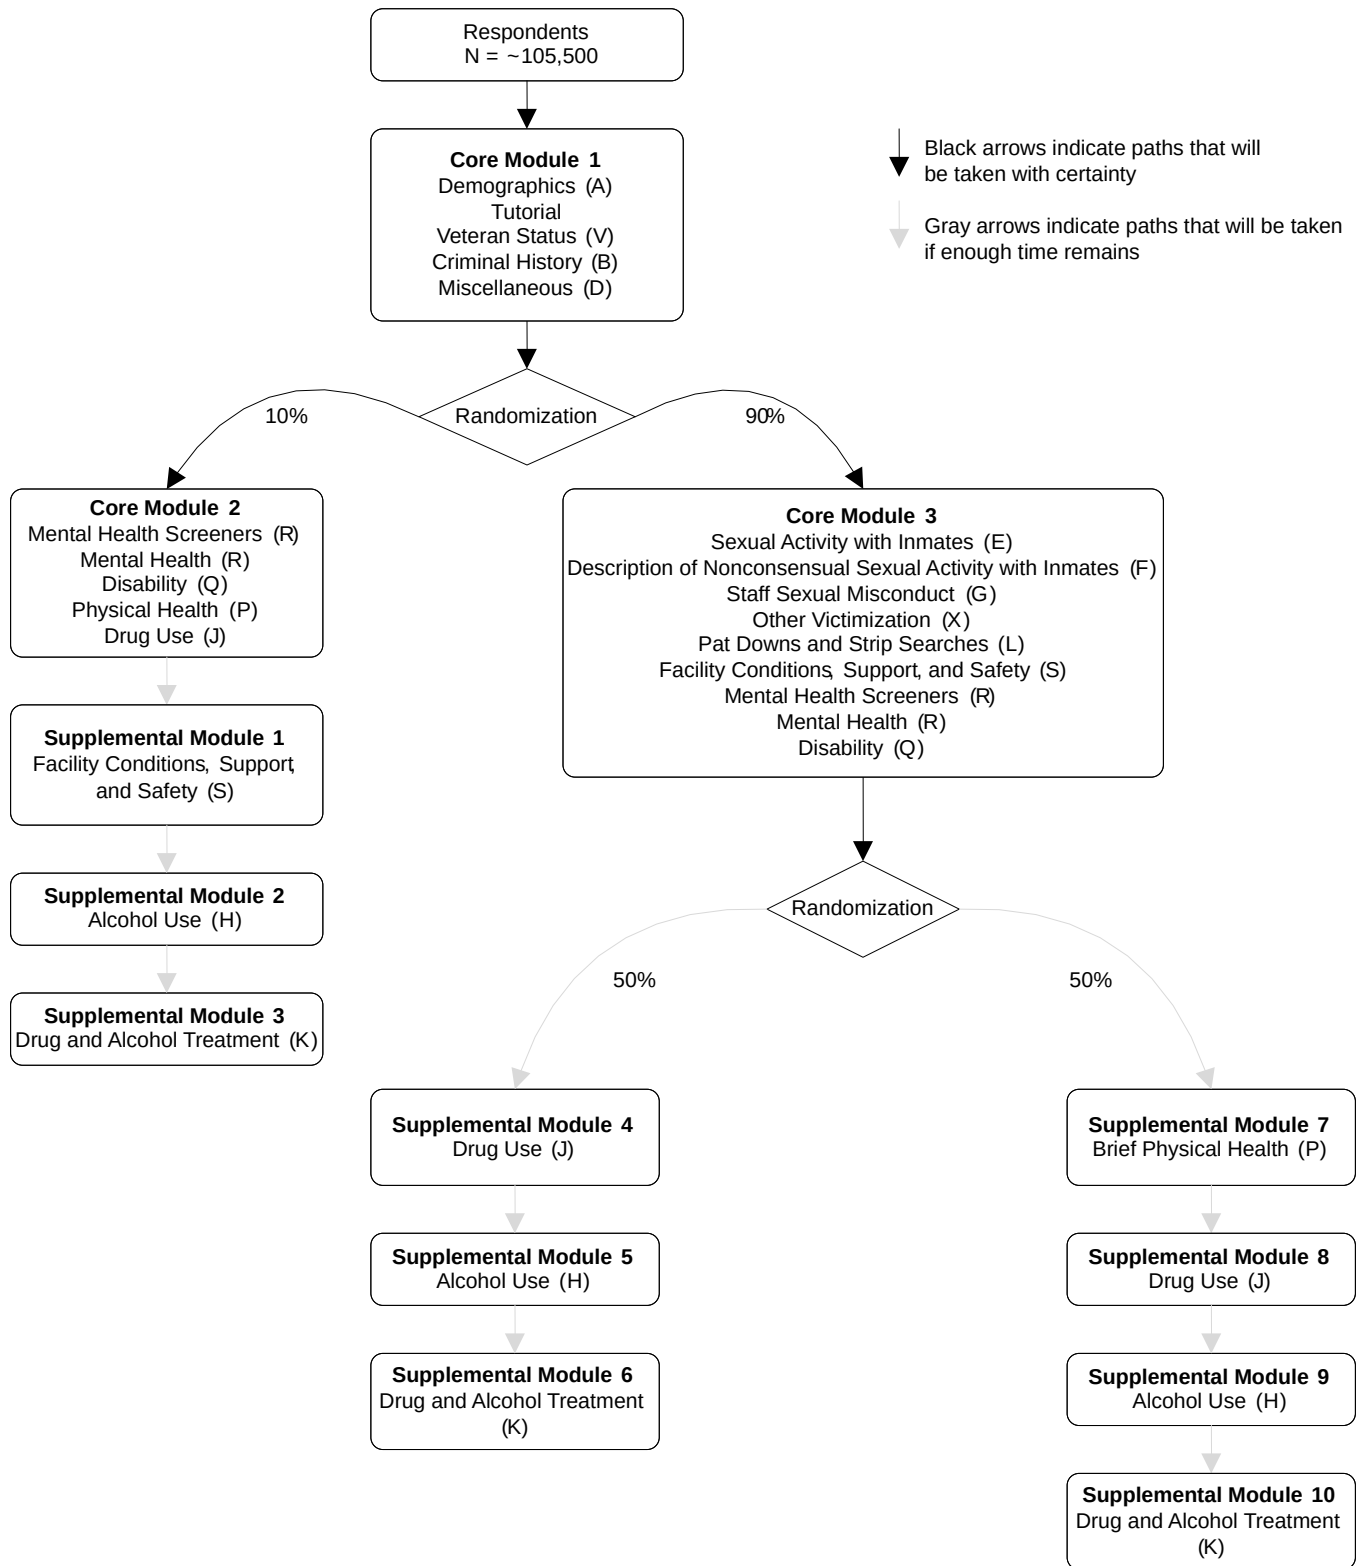 Respondents
N = ~105,500
Core Module 1
Demographics (A)
Tutorial
Veteran Status (V)
Criminal History (B)
Miscellaneous (D)
Black arrows indicate paths that will
be taken with certainty
Gray arrows indicate paths that will be taken
if enough time remains
Randomization
10%
90%
Core Module 2
Mental Health Screeners (R)
Mental Health (R)
Disability (Q)
Physical Health (P)
Drug Use (J)
Core Module 3
Sexual Activity with Inmates (E)
Description of Nonconsensual Sexual Activity with Inmates (F)
Staff Sexual Misconduct (G)
Other Victimization (X)
Pat Downs and Strip Searches (L)
Facility Conditions, Support, and Safety (S)
Mental Health Screeners (R)
Mental Health (R)
Disability (Q)
Supplemental Module 1
Facility Conditions, Support,
and Safety (S)
Supplemental Module 2
Alcohol Use (H)
Supplemental Module 3
Drug and Alcohol Treatment (K)
Randomization
50%
50%
Supplemental Module 4
Drug Use (J)
Supplemental Module 5
Alcohol Use (H)
Supplemental Module 6
Drug and Alcohol Treatment
(K)
Supplemental Module 7
Brief Physical Health (P)
Supplemental Module 8
Drug Use (J)
Supplemental Module 9
Alcohol Use (H)
Supplemental Module 10
Drug and Alcohol Treatment
(K)